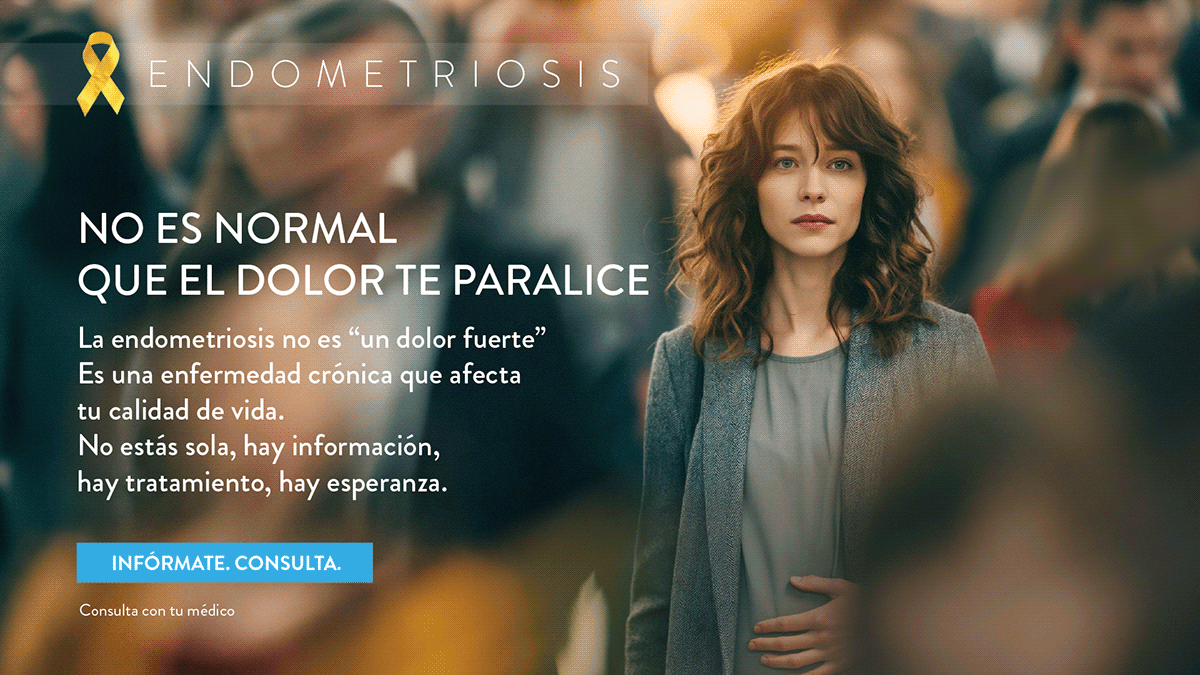 ENDOMETRIOSIS
NO ES NORMAL
QUE EL DOLOR TE PARALICE
La endometriosis no es “un dolor fuerte”
Es una enfermedad crónica que afecta
tu calidad de vida.
No estás sola, hay información,
hay tratamiento, hay esperanza.
INFÓRMATE. CONSULTA.
Consulta con tu médico